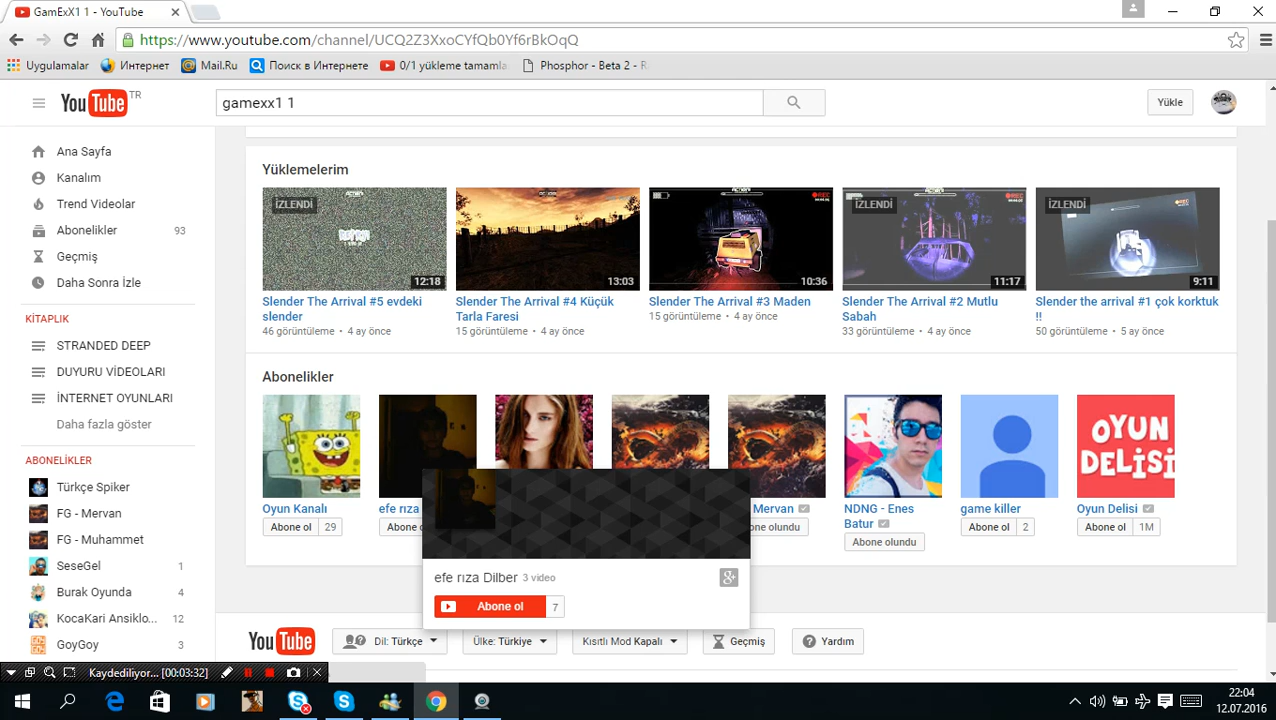 GamExX1 1 - YouTube
https://www.youtube.com/channel/UCQ2Z3XxoCYfQb0Yf6rBkOqQ
Uygulamalar
Интернет
Mail.Ru
Поиск в Интернете
0/1 yükleme tamamla
Phosphor - Beta 2 -
YouTube TR
gamexx1 1
Yükle
Ana Sayfa
Kanalım
Trend Videolar
Abonelikler 93
Geçmiş
Daha Sonra İzle
KİTAPLIK
STRANDED DEEP
DUYURU VİDEOLARI
İNTERNET OYUNLARI
Daha fazla göster
ABONELİKLER
Türkçe Spiker
FG - Mervan
FG - Muhammet
SeseGel 1
Burak Oyunda 4
KocaKari Ansiklo... 1
GoyGoy 3
Yüklemelerim
İZLENDİ
12:18
13:03
10:36
İZLENDİ
11:17
İZLENDİ
9:11
Slender The Arrival #5 evdeki
slender
46 görüntüleme • 4 ay önce
Slender The Arrival #4 Küçük
Tarla Faresi
15 görüntüleme • 4 ay önce
Slender The Arrival #3 Maden
15 görüntüleme • 4 ay önce
Slender The Arrival #2 Mutlu
Sabah
33 görüntüleme • 4 ay önce
Slender the arrival #1 çok korktuk
!!
50 görüntüleme • 5 ay önce
Abonelikler
Oyun Kanalı
Abone ol 29
efe rıza
Abone
Mervan
olundu
NDNG - Enes
Batur
Abone olundu
game killer
Abone ol 2
OYUN
DELİSİ
Oyun Delisi
Abone ol 1M
efe rıza Dilber 3 video
Abone ol 7
YouTube
Dil: Türkçe
Ülke: Türkiye
Kısıtlı Mod Kapalı
Geçmiş
Yardım
Kaydediliyor... [00:03:32]
22:04
12.07.2016